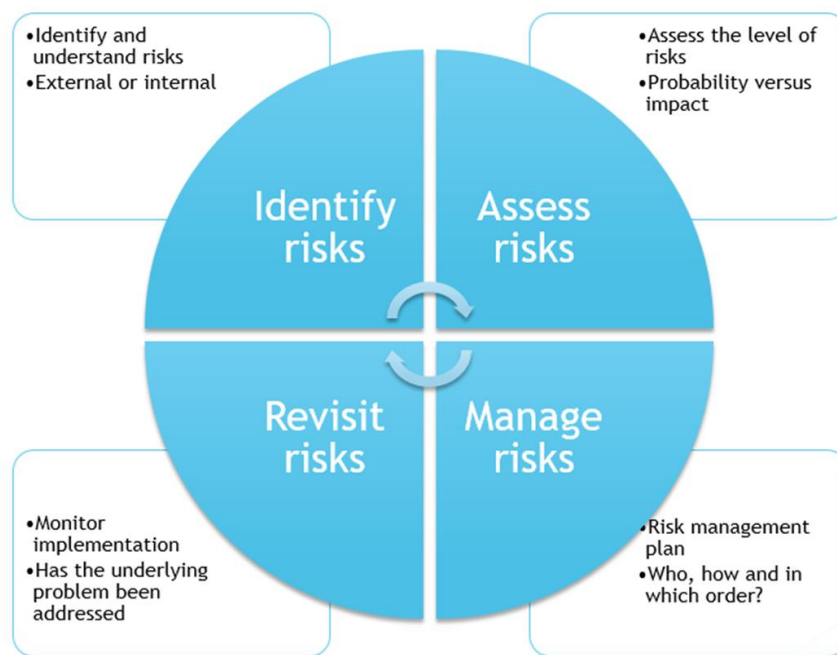 •Identify and
understand risks
•External or internal
•Assess the level of
risks
•Probability versus
impact
Identify
risks
Assess
risks
Revisit
risks
Manage
risks
•Monitor
implementation
•Has the underlying
problem been
addressed
•Risk management
plan
•Who, how and in
which order?